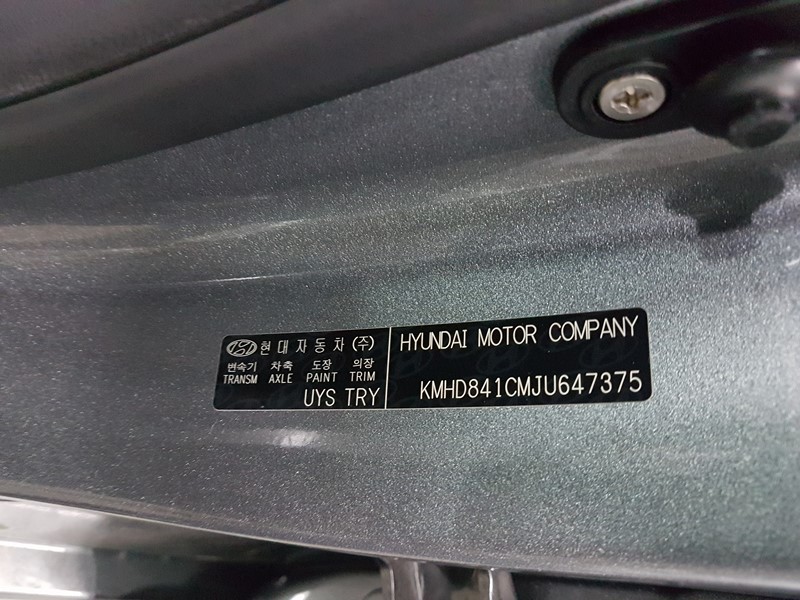 현대자동차(주)
변속기 차축 도장 의장
TRANSM AXLE PAINT TRIM
UYS TRY
HYUNDAI MOTOR COMPANY
KMHD841CMJU647375